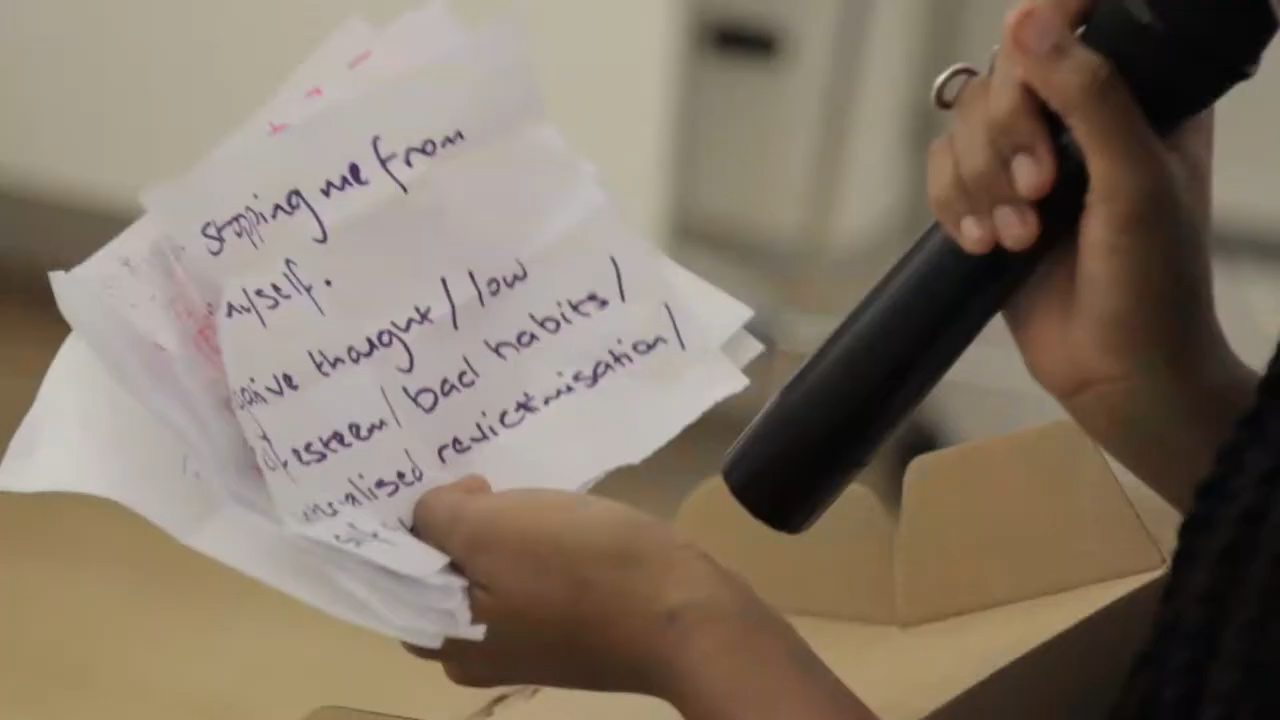 stopping me from
myself.
thought / low
esteem / bad habits /
revictimisation /